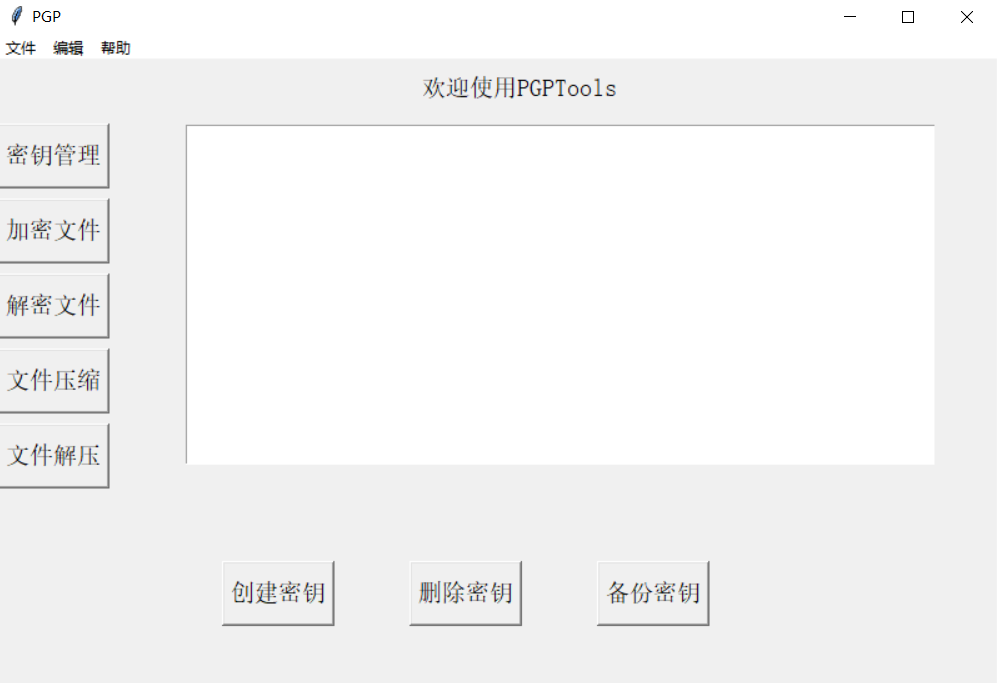 PGP
文件 编辑 帮助
欢迎使用PGPTools
密钥管理
加密文件
解密文件
文件压缩
文件解压
创建密钥 删除密钥 备份密钥